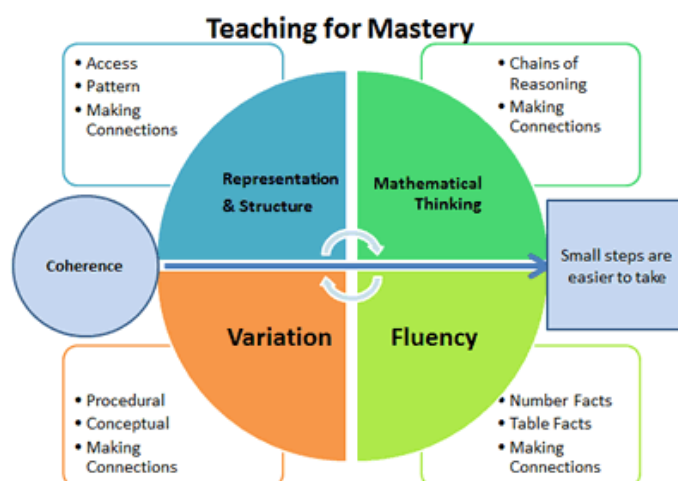 Teaching for Mastery
• Access
• Pattern
• Making
Connections
• Chains of
Reasoning
• Making
Connections
Representation
& Structure
Mathematical
Thinking
Coherence
Small steps are
easier to take
Variation
Fluency
• Procedural
• Conceptual
• Making
Connections
• Number Facts
• Table Facts
• Making
Connections